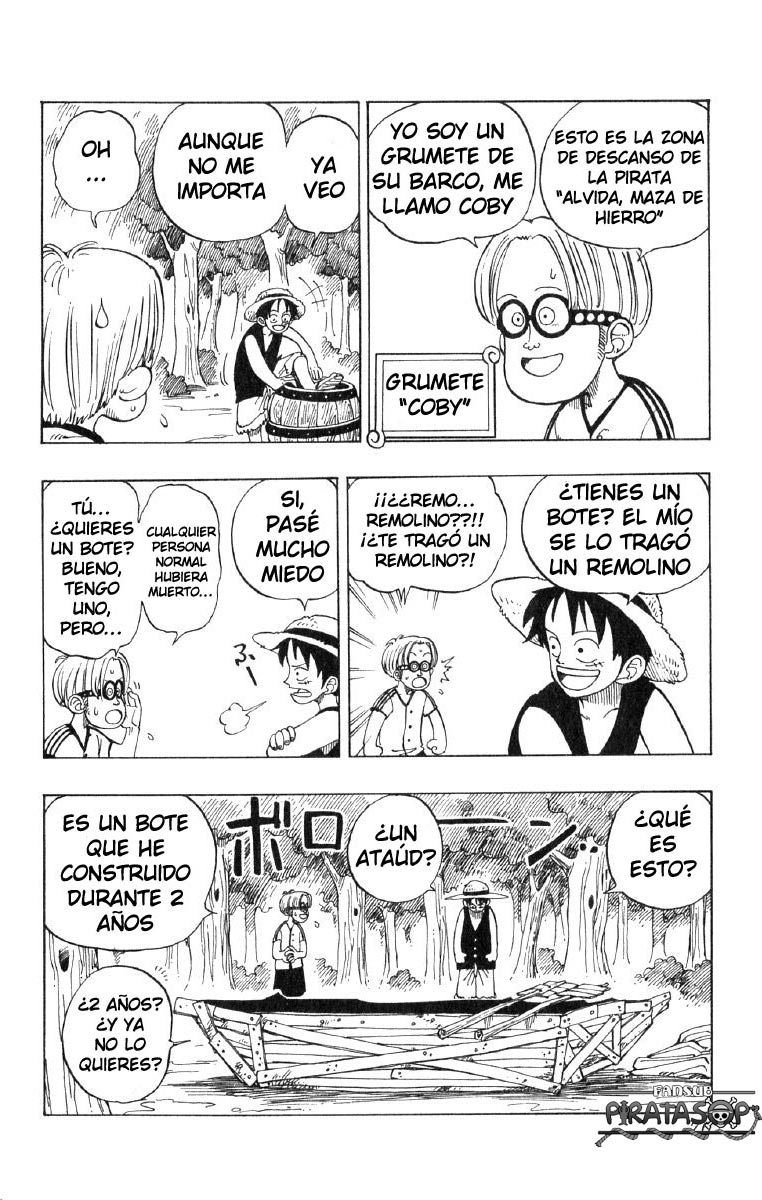 ESTO ES LA ZONA
DE DESCANSO DE
LA PIRATA
"ALVIDA, MAZA DE
HIERRO"
YO SOY UN
GRUMETE DE
SU BARCO, ME
LLAMO COBY
GRUMETE
"COBY"
YA
VEO
AUNQUE
NO ME
IMPORTA
OH
...
¿TIENES UN
BOTE? EL MÍO
SE LO TRAGÓ
UN REMOLINO
¡¡¿¿REMO...
REMOLINO??!!
¡¿TE TRAGÓ UN
REMOLINO?!
SI,
PASÉ
MUCHO
MIEDO
ふー
CUALQUIER
PERSONA
NORMAL
HUBIERA
MUERTO...
TÚ...
¿QUIERES
UN BOTE?
BUENO,
TENGO
UNO,
PERO...
¿QUÉ
ES
ESTO?
ボローン
¿UN
ATAÚD?
ES UN BOTE
QUE HE
CONSTRUIDO
DURANTE 2
AÑOS
¿2 AÑOS?
¿Y YA
NO LO
QUIERES?
FANSUB
PIRATASOP